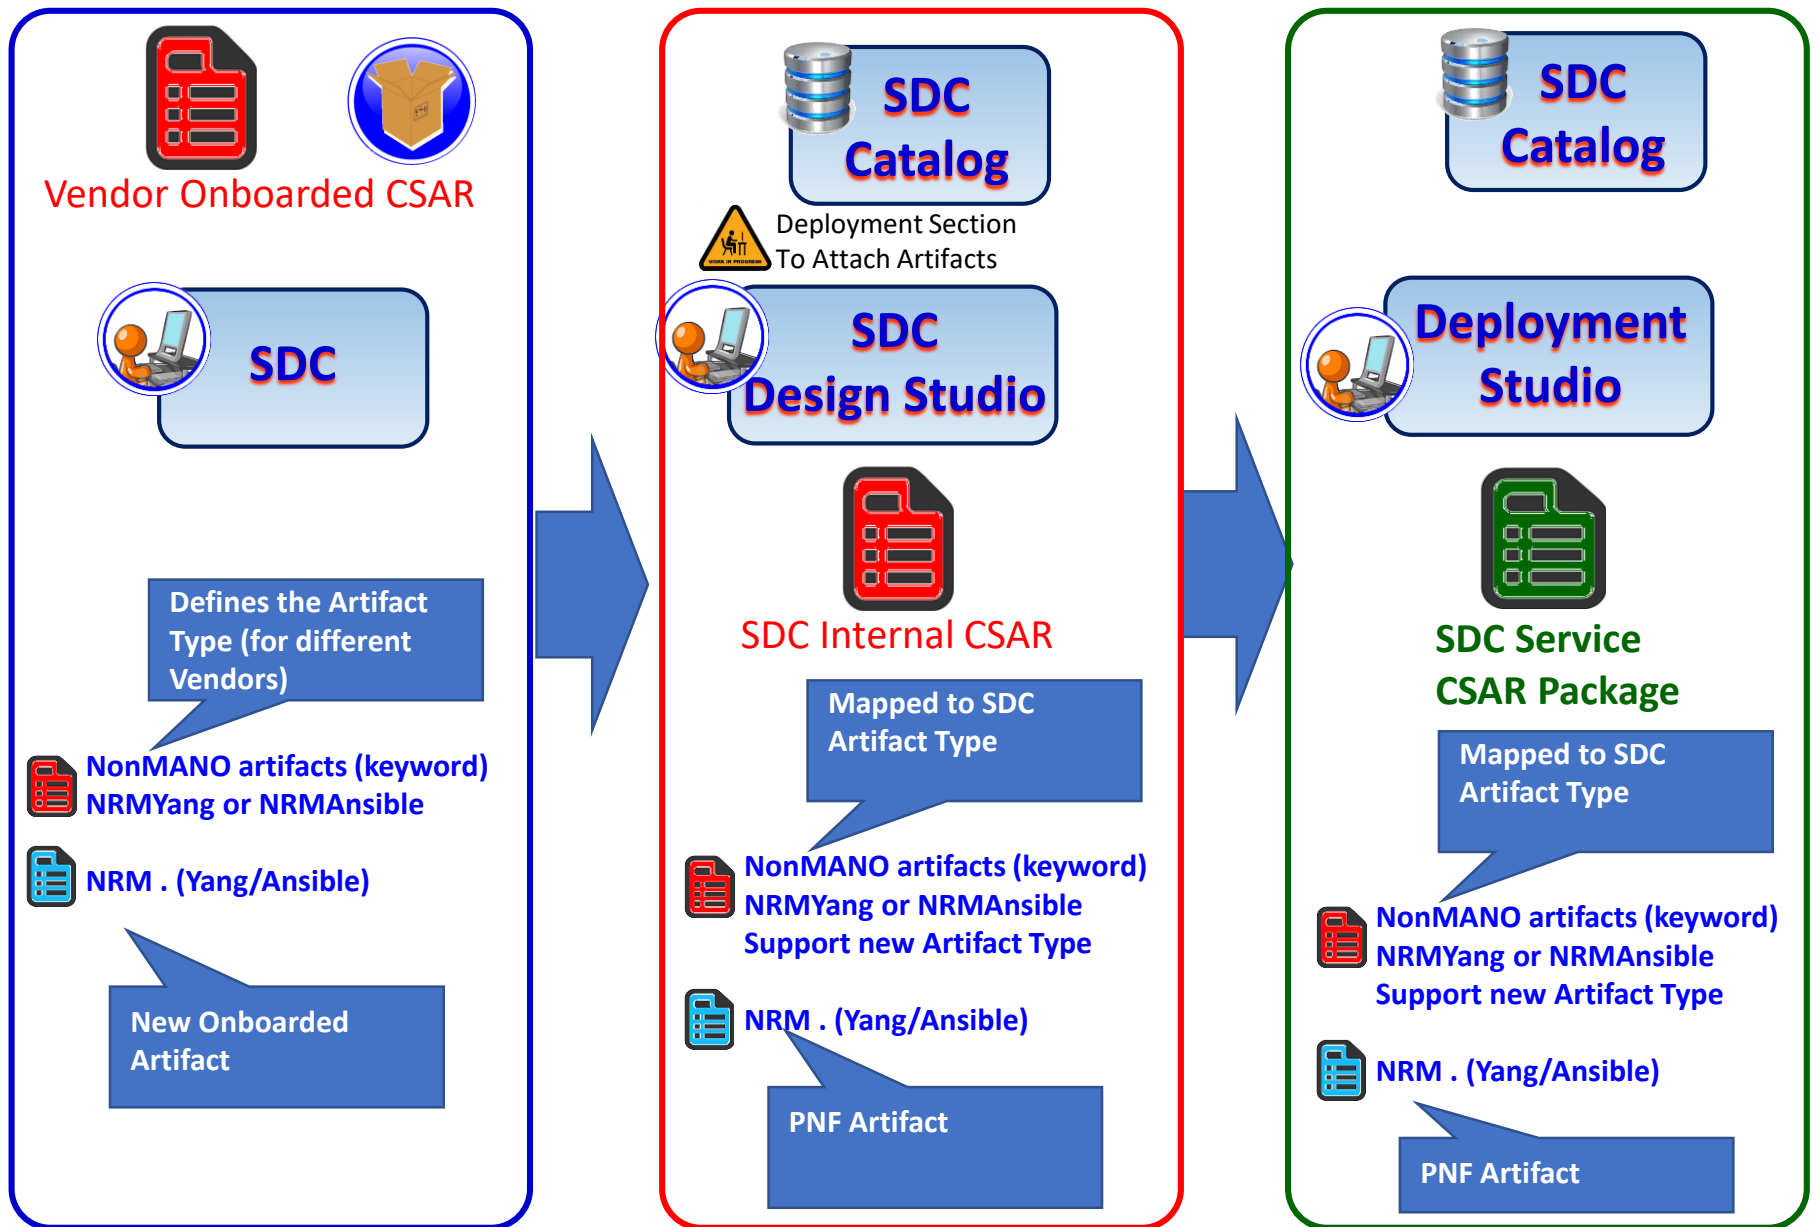 Vendor Onboarded CSAR
SDC
Defines the Artifact
Type (for different
Vendors)
NonMANO artifacts (keyword)
NRMYang or NRMAnsible
NRM . (Yang/Ansible)
New Onboarded
Artifact
SDC
Catalog
Deployment Section
To Attach Artifacts
WORK IN PROGRESS
SDC
Design Studio
SDC Internal CSAR
Mapped to SDC
Artifact Type
NonMANO artifacts (keyword)
NRMYang or NRMAnsible
Support new Artifact Type
NRM . (Yang/Ansible)
PNF Artifact
SDC
Catalog
Deployment
Studio
SDC Service
CSAR Package
Mapped to SDC
Artifact Type
NonMANO artifacts (keyword)
NRMYang or NRMAnsible
Support new Artifact Type
NRM . (Yang/Ansible)
PNF Artifact